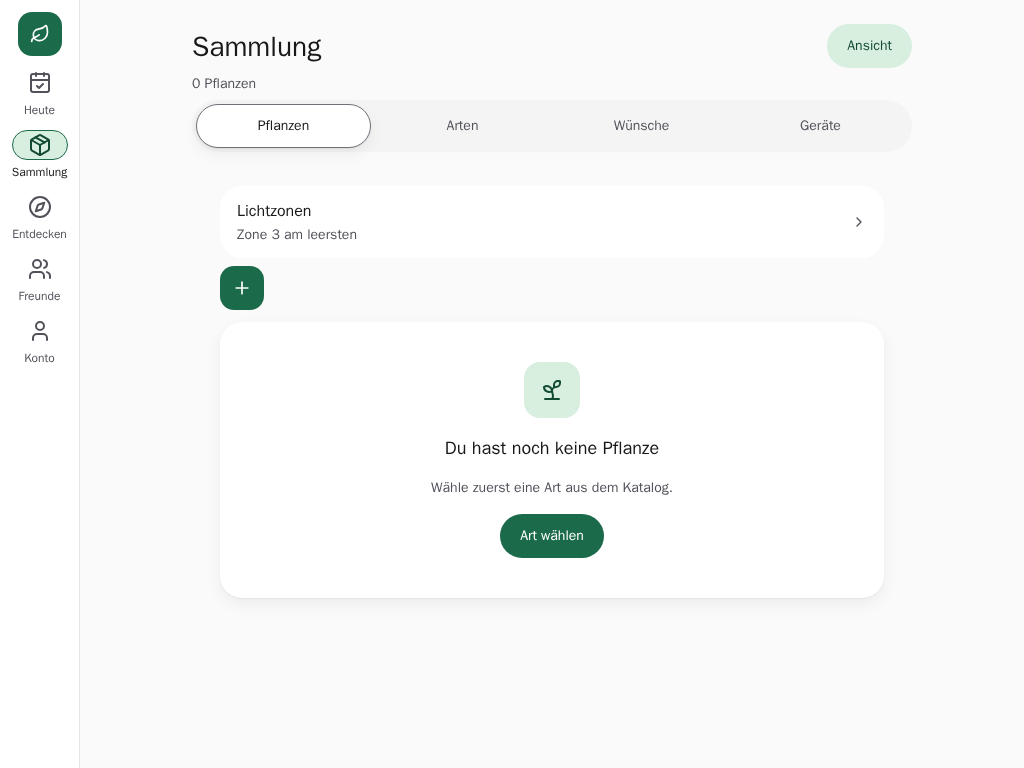 Sammlung
Ansicht
0 Pflanzen
Heute
Sammlung
Entdecken
Freunde
Konto
Pflanzen
Arten
Wünsche
Geräte
Lichtzonen
Zone 3 am leersten
Du hast noch keine Pflanze
Wähle zuerst eine Art aus dem Katalog.
Art wählen